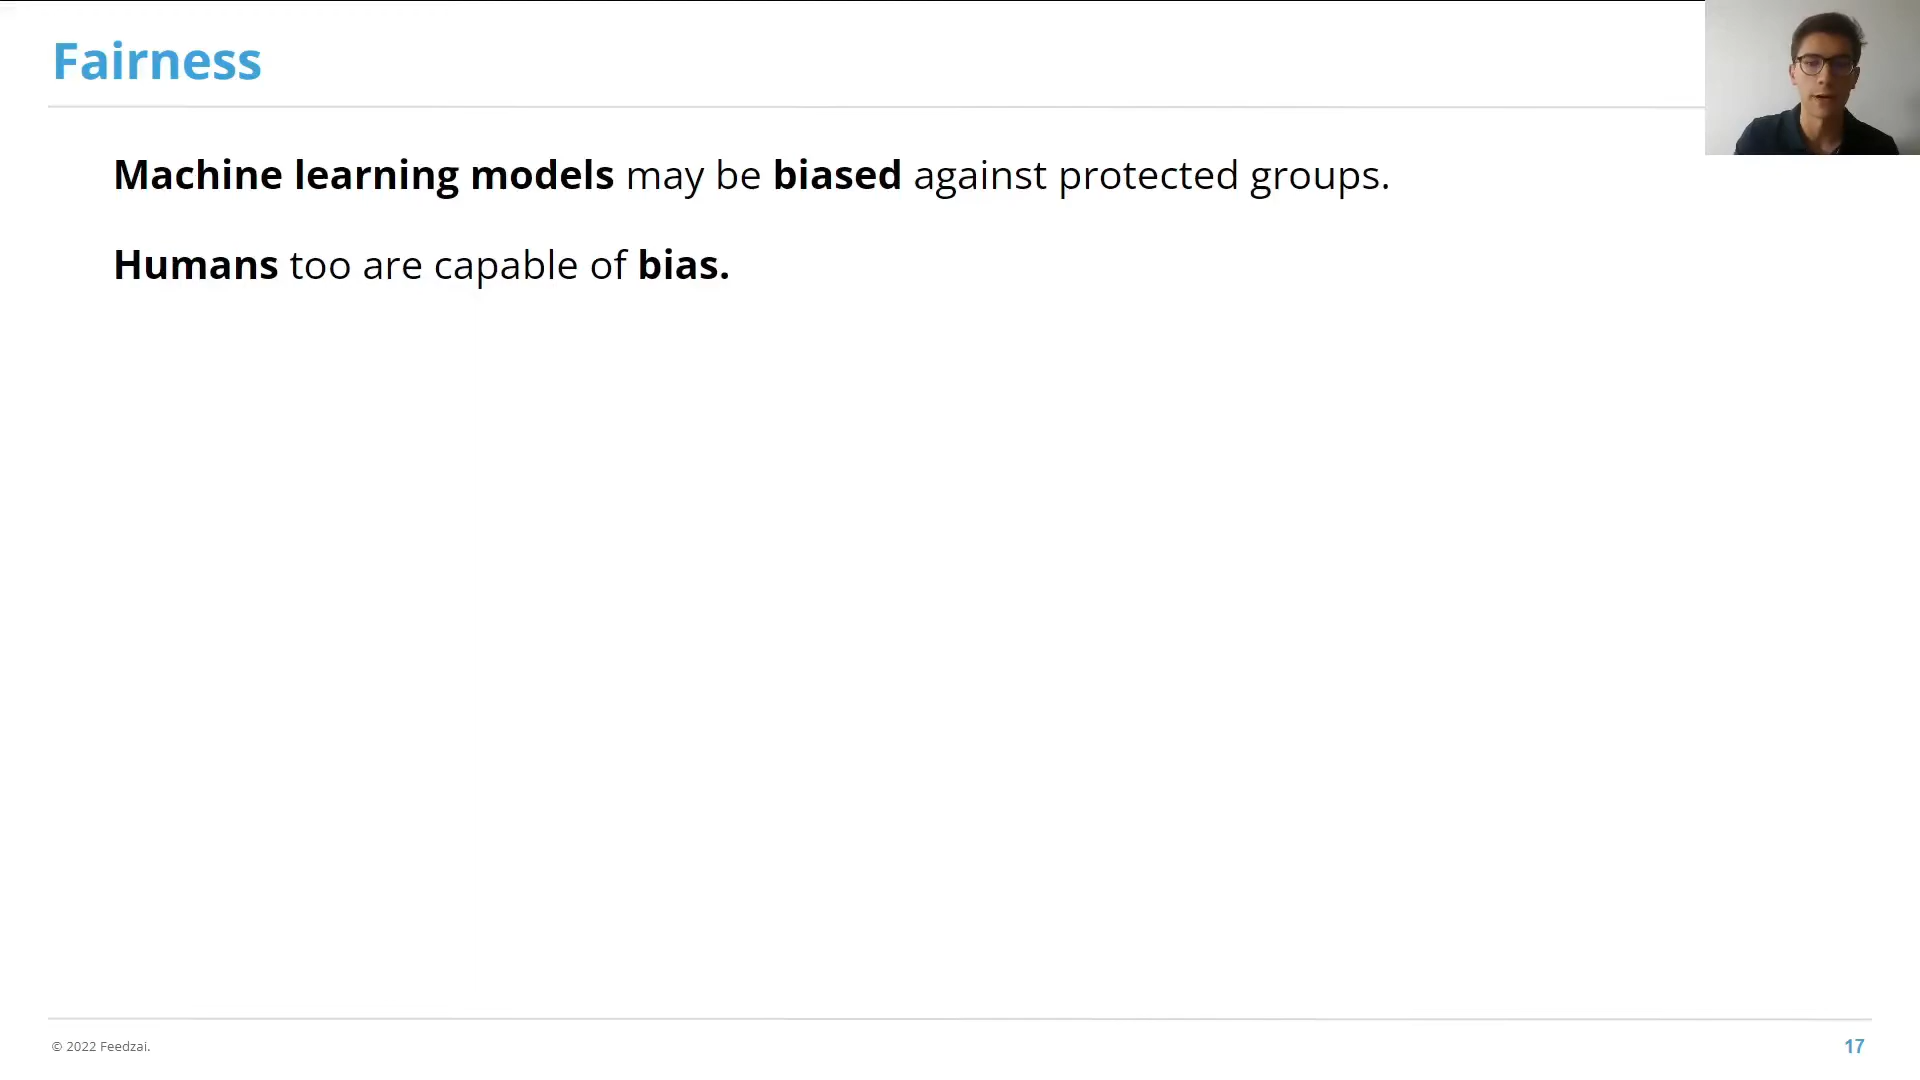 Fairness
Machine learning models may be biased against protected groups.
Humans too are capable of bias.
© 2022 Feedzai.
17